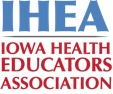 IHEA
IOWA HEALTH
EDUCATORS
ASSOCIATION